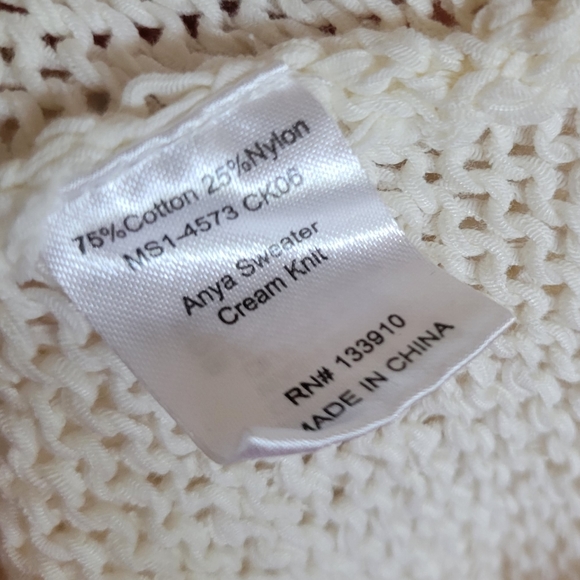 75%Cotton 25%Nylon
MS1-4573 CK06
Anya Sweater
Cream Knit
RN# 133910
MADE IN CHINA